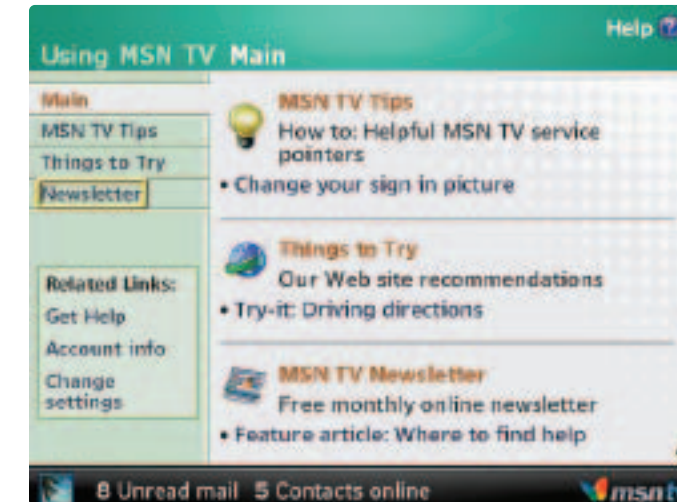 Help
Using MSN TV Main
Main
MSN TV Tips
Things to Try
Newsletter
Related Links:
Get Help
Account info
Change
settings
MSN TV Tips
How to: Helpful MSN TV service
pointers
• Change your sign in picture
Things to Try
Our Web site recommendations
• Try-it: Driving directions
MSN TV Newsletter
Free monthly online newsletter
• Feature article: Where to find help
8 Unread mail 5 Contacts online
msn